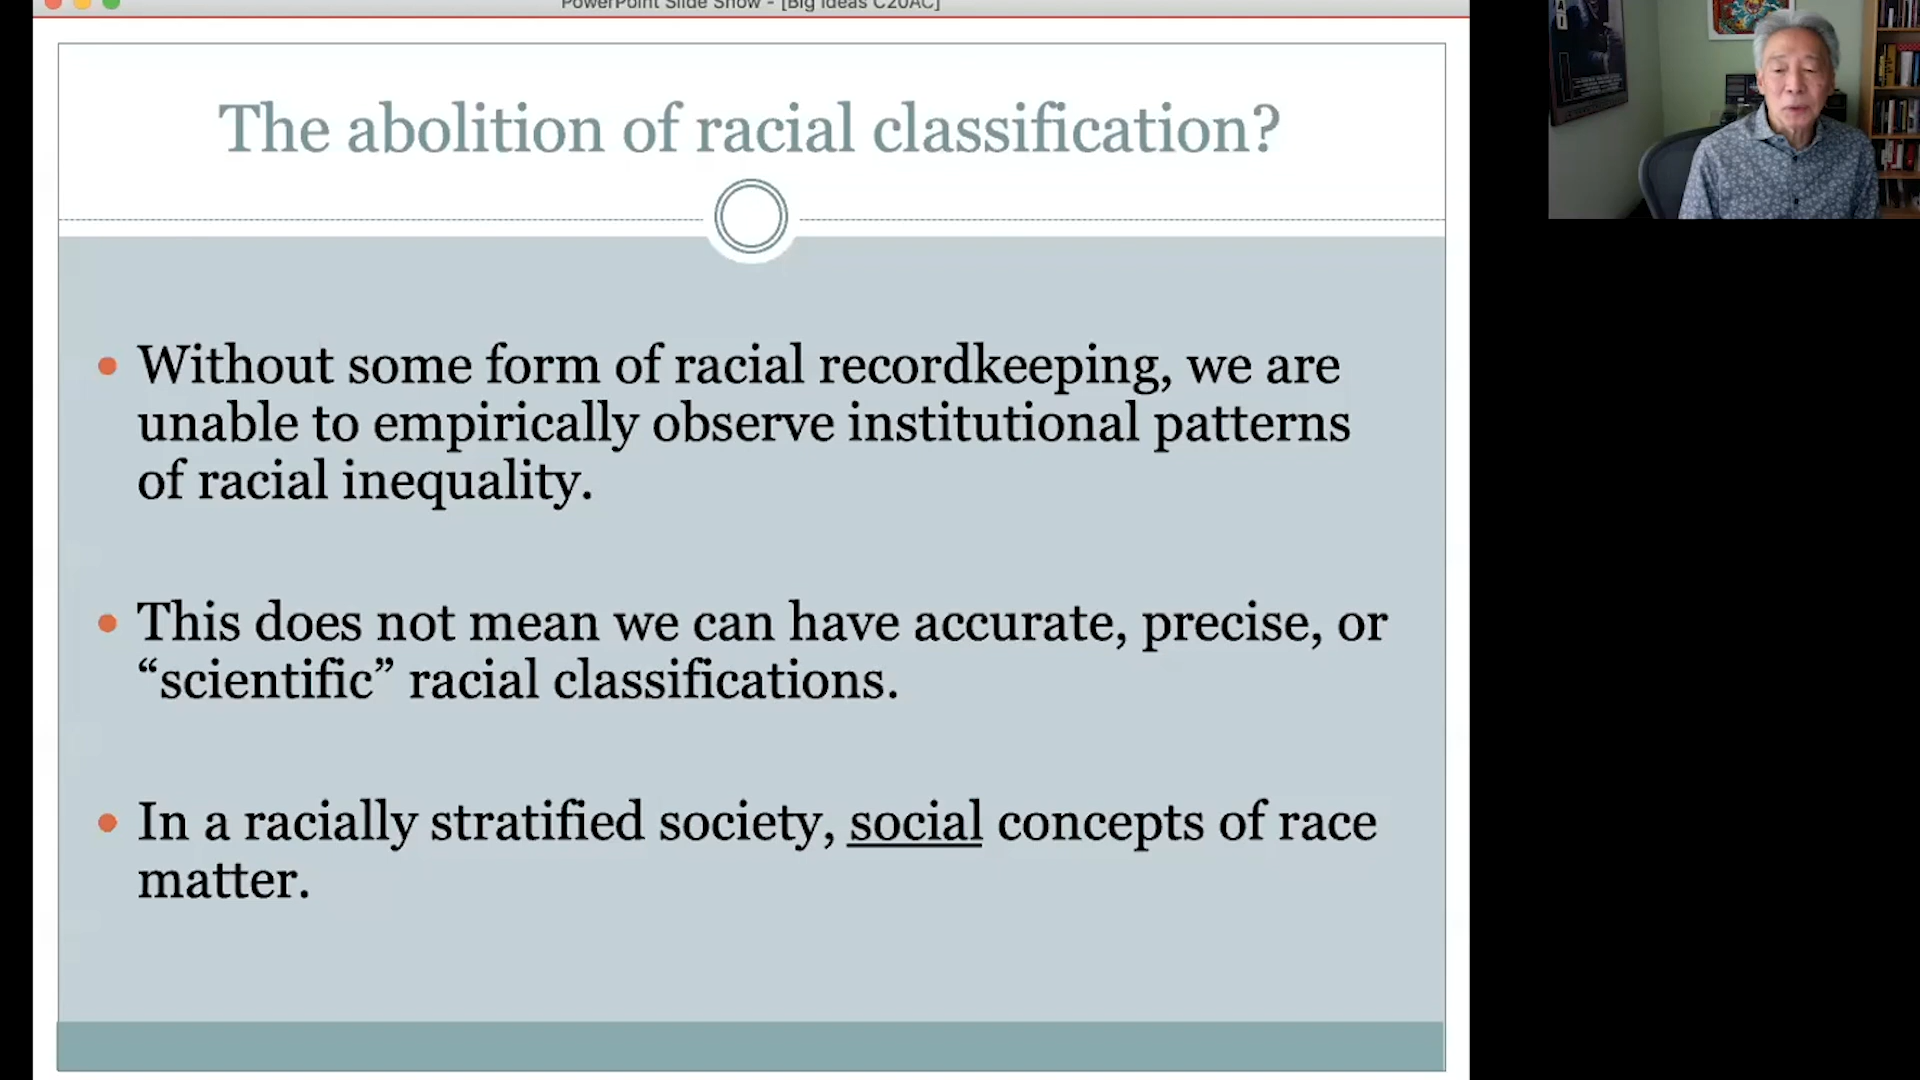 PowerPoint Slide Show - [Big Ideas C20AC]
The abolition of racial classification?
• Without some form of racial recordkeeping, we are
unable to empirically observe institutional patterns
of racial inequality.
• This does not mean we can have accurate, precise, or
“scientific” racial classifications.
• In a racially stratified society, social concepts of race
matter.